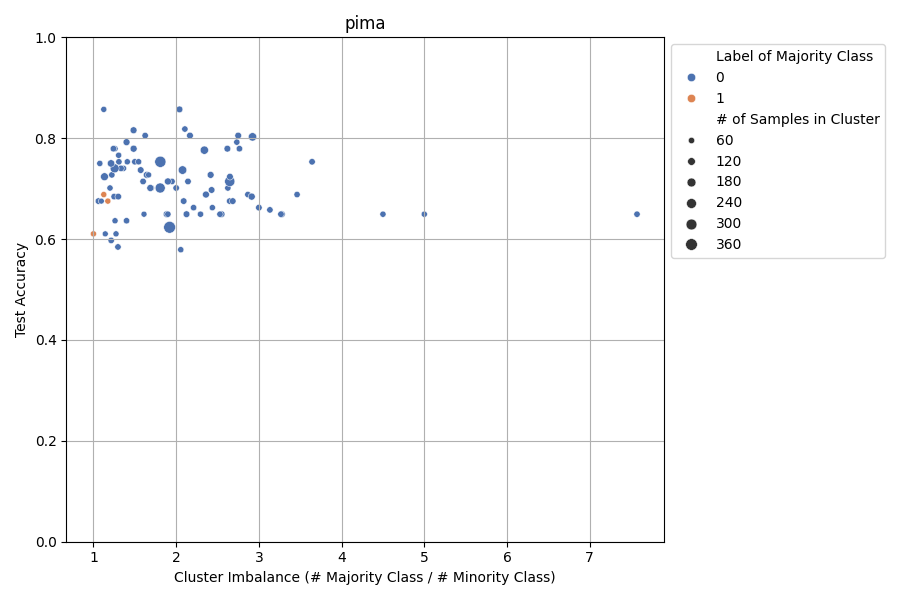 pima
Test Accuracy
1.0
0.8
0.6
0.4
0.2
0.0
1 2 3 4 5 6 7
Cluster Imbalance (# Majority Class / # Minority Class)
Label of Majority Class
0
1
# of Samples in Cluster
60
120
180
240
300
360